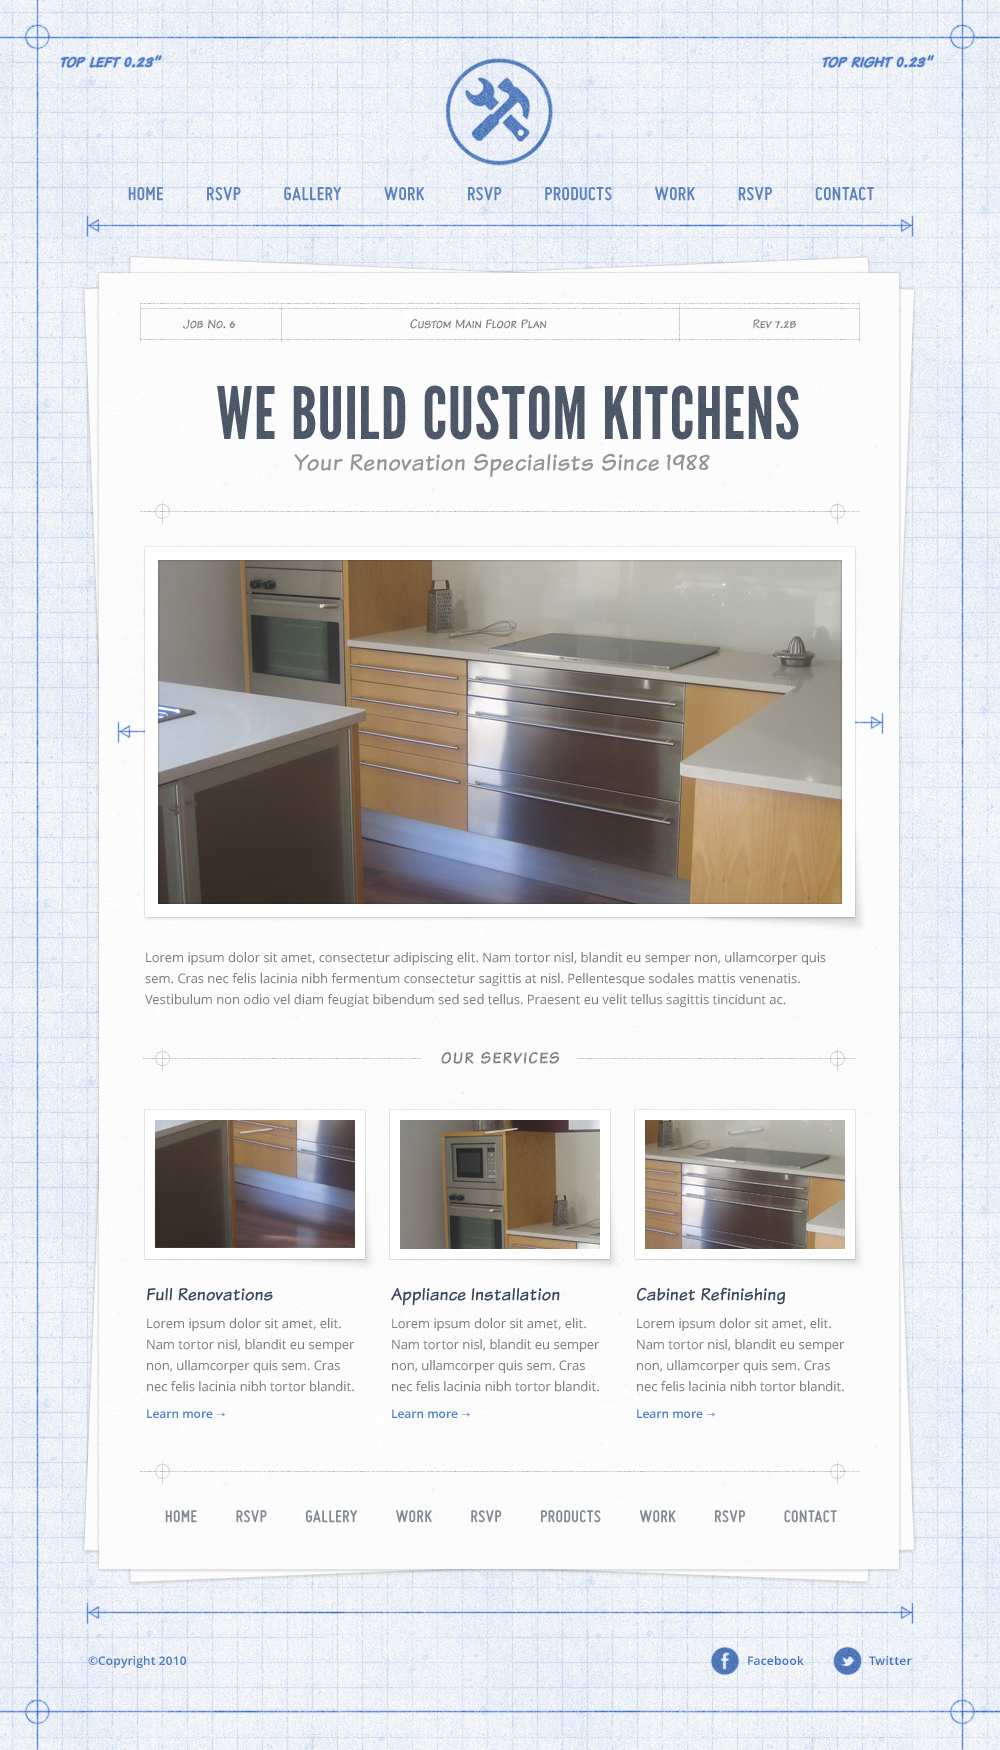 TOP LEFT 0.23"
TOP RIGHT 0.23"
HOME RSVP GALLERY WORK RSVP PRODUCTS WORK RSVP CONTACT
JOB NO. 6
CUSTOM MAIN FLOOR PLAN
REV 7.2B
WE BUILD CUSTOM KITCHENS
Your Renovation Specialists Since 1988
Lorem ipsum dolor sit amet, consectetur adipiscing elit. Nam tortor nisl, blandit eu semper non, ullamcorper quis
sem. Cras nec felis lacinia nibh fermentum consectetur sagittis at nisl. Pellentesque sodales mattis venenatis.
Vestibulum non odio vel diam feugiat bibendum sed sed tellus. Praesent eu velit tellus sagittis tincidunt ac.
OUR SERVICES
Full Renovations
Lorem ipsum dolor sit amet, elit.
Nam tortor nisl, blandit eu semper
non, ullamcorper quis sem. Cras
nec felis lacinia nibh tortor blandit.
Learn more →
Appliance Installation
Lorem ipsum dolor sit amet, elit.
Nam tortor nisl, blandit eu semper
non, ullamcorper quis sem. Cras
nec felis lacinia nibh tortor blandit.
Learn more →
Cabinet Refinishing
Lorem ipsum dolor sit amet, elit.
Nam tortor nisl, blandit eu semper
non, ullamcorper quis sem. Cras
nec felis lacinia nibh tortor blandit.
Learn more →
HOME RSVP GALLERY WORK RSVP PRODUCTS WORK RSVP CONTACT
©Copyright 2010
Facebook
Twitter